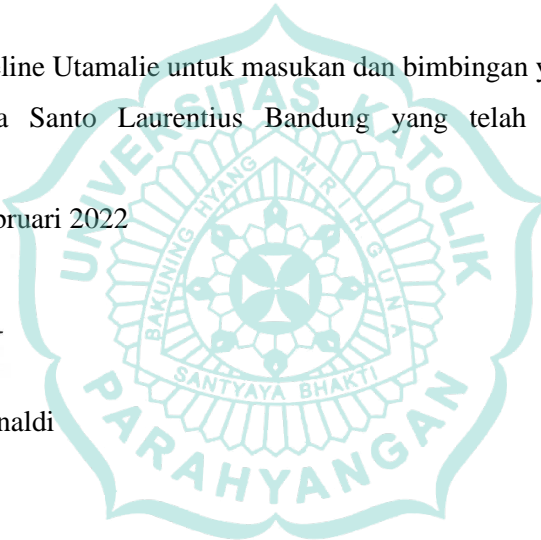 eline Utamalie untuk masukan dan bimbingan
a Santo Laurentius Bandung yang telah
bruari 2022
naldi
UNIVERSITAS KATOLIK
BAKUNING HYANG MRIHGUNA
SANTYAYA BHAKTI
PARAHYANGAN